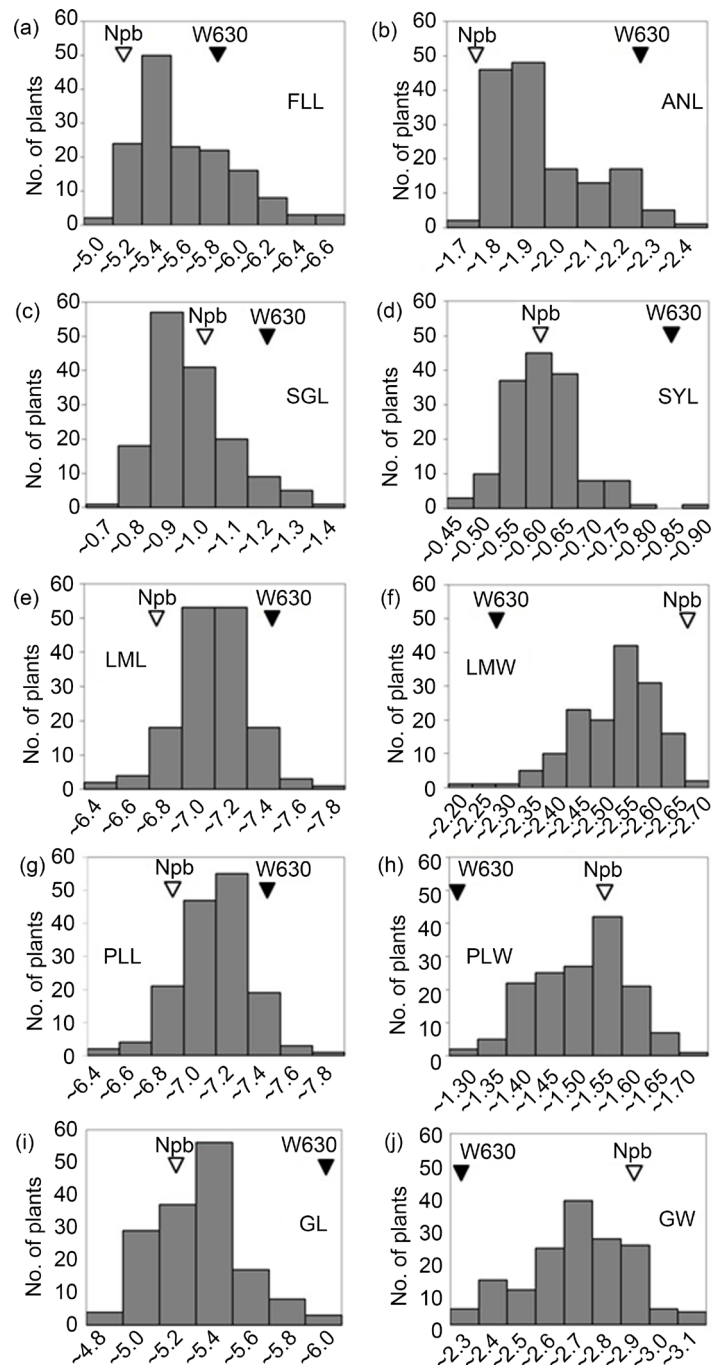 (a)
Npb W630
FLL
No. of plants
60
50
40
30
20
10
0
~5.0 ~5.2 ~5.4 ~5.6 ~5.8 ~6.0 ~6.2 ~6.4 ~6.6
(b)
Npb W630
ANL
No. of plants
60
50
40
30
20
10
0
~1.7 ~1.8 ~1.9 ~2.0 ~2.1 ~2.2 ~2.3 ~2.4
(c)
Npb W630
SGL
No. of plants
60
50
40
30
20
10
0
~0.7 ~0.8 ~0.9 ~1.0 ~1.1 ~1.2 ~1.3 ~1.4
(d)
Npb W630
SYL
No. of plants
60
50
40
30
20
10
0
~0.45 ~0.50 ~0.55 ~0.60 ~0.65 ~0.70 ~0.75 ~0.80 ~0.85 ~0.90
(e)
Npb W630
LML
No. of plants
60
50
40
30
20
10
0
~6.4 ~6.6 ~6.8 ~7.0 ~7.2 ~7.4 ~7.6 ~7.8
(f)
W630 Npb
LMW
No. of plants
60
50
40
30
20
10
0
~2.20 ~2.25 ~2.30 ~2.35 ~2.40 ~2.45 ~2.50 ~2.55 ~2.60 ~2.65 ~2.70
(g)
Npb W630
PLL
No. of plants
60
50
40
30
20
10
0
~6.4 ~6.6 ~6.8 ~7.0 ~7.2 ~7.4 ~7.6 ~7.8
(h)
W630 Npb
PLW
No. of plants
60
50
40
30
20
10
0
~1.30 ~1.35 ~1.40 ~1.45 ~1.50 ~1.55 ~1.60 ~1.65 ~1.70
(i)
Npb W630
GL
No. of plants
60
50
40
30
20
10
0
~4.8 ~5.0 ~5.2 ~5.4 ~5.6 ~5.8 ~6.0
(j)
W630 Npb
GW
No. of plants
60
50
40
30
20
10
0
~2.3 ~2.4 ~2.5 ~2.6 ~2.7 ~2.8 ~2.9 ~3.0 ~3.1